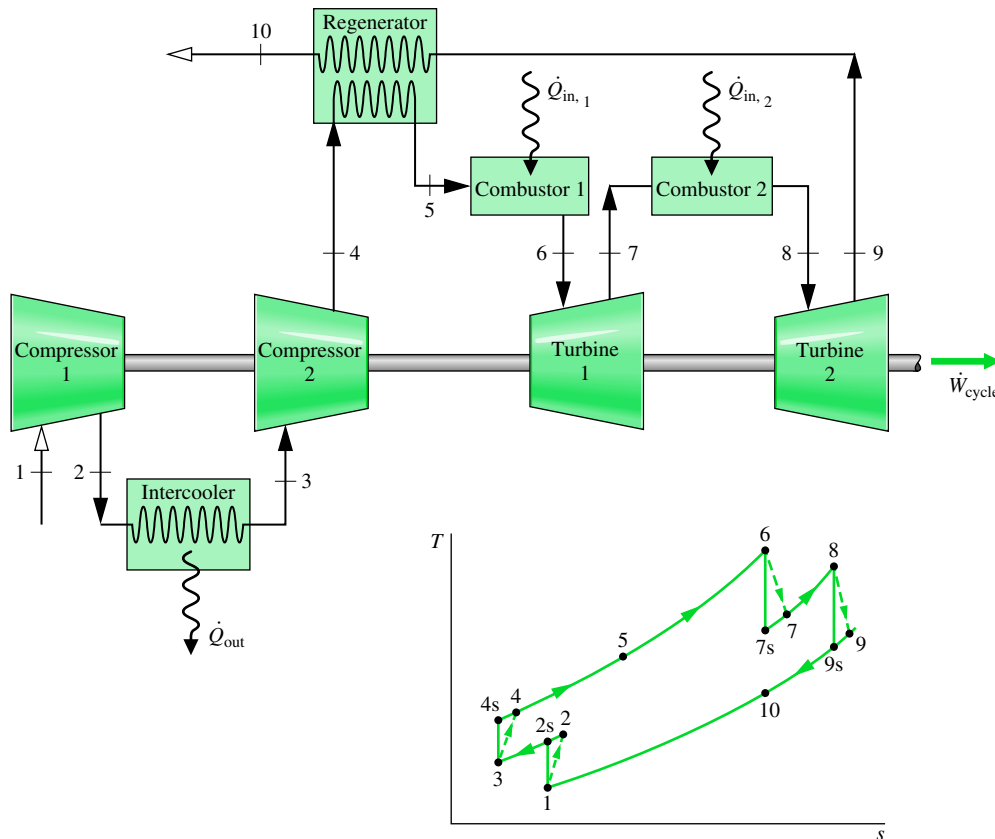 10
Regenerator
Q̇in, 1
Q̇in, 2
5
Combustor 1
Combustor 2
4
6
7
8
9
Compressor
1
Compressor
2
Turbine
1
Turbine
2
Ẇcycle
1
2
Intercooler
3
Q̇out
T
6
8
5
7
7s
9
9s
4s
4
2s
2
10
3
1
s